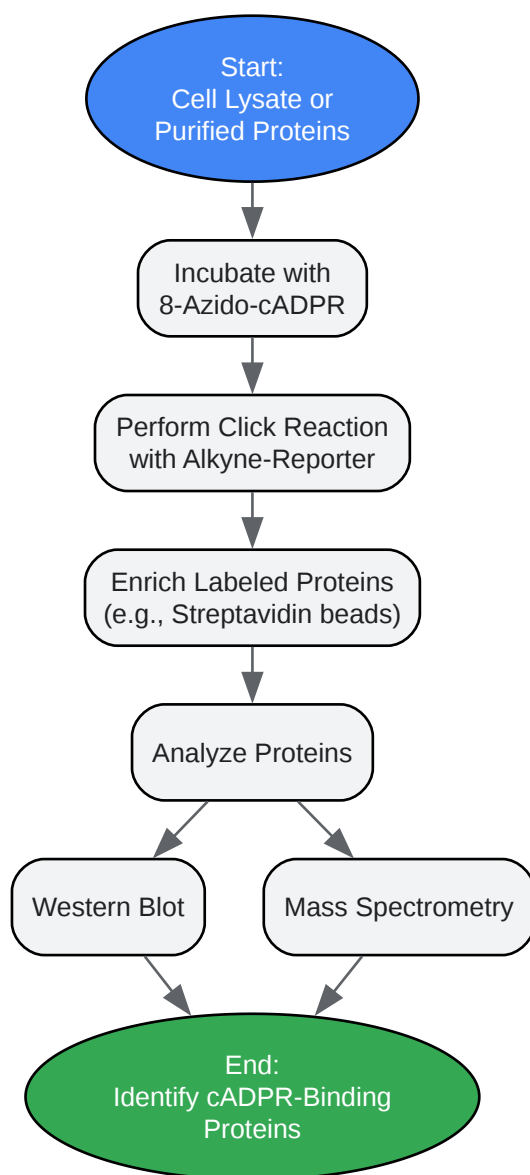 Start:
Cell Lysate or
Purified Proteins
Incubate with
8-Azido-cADPR
Perform Click Reaction
with Alkyne-Reporter
Enrich Labeled Proteins
(e.g., Streptavidin beads)
Analyze Proteins
Western Blot
Mass Spectrometry
End:
Identify cADPR-Binding
Proteins